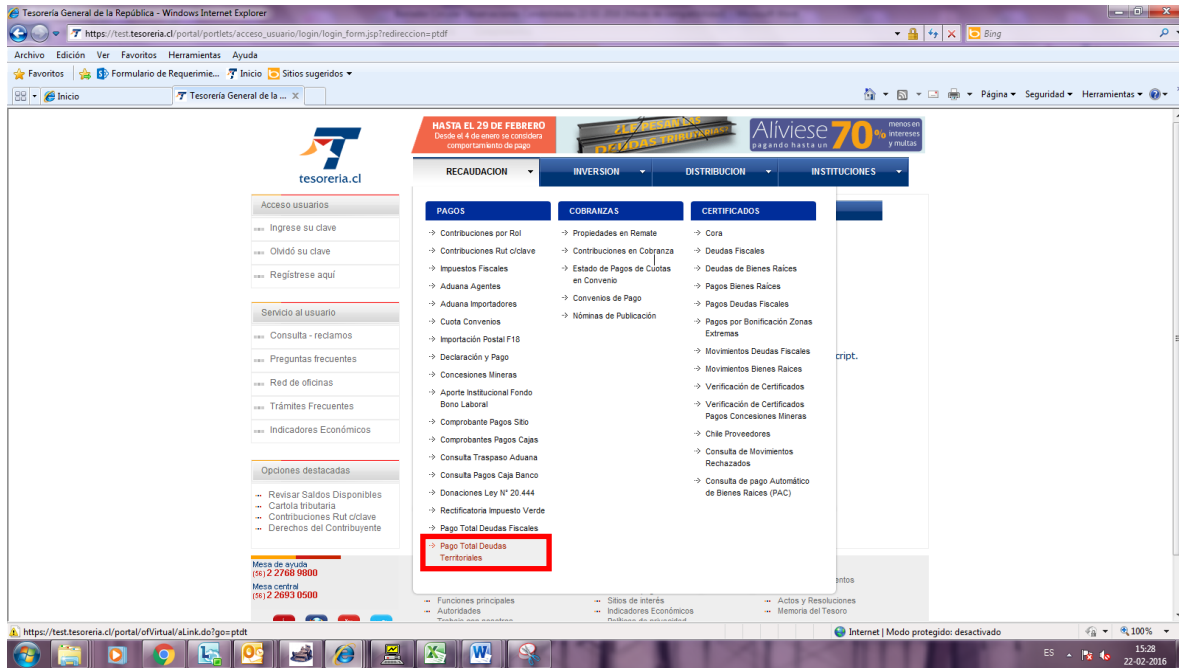 Tesorería General de la República - Windows Internet Explorer
https://test.tesoreria.cl/portal/portlets/acceso_usuario/login/login_form.jsp?redireccion=ptdf
Bing
Archivo Edición Ver Favoritos Herramientas Ayuda
Favoritos Formulario de Requerimie... Inicio Sitios sugeridos
Inicio Tesorería General de la ... Página Seguridad Herramientas
tesoreria.cl
HASTA EL 29 DE FEBRERO
Desde el 4 de enero se considera
comportamiento de pago
¿LE PESAN LAS
DEUDAS TRIBUTARIAS?
Alíviese
pagando hasta un
70%
menos en
intereses
y multas
RECAUDACION INVERSION DISTRIBUCION INSTITUCIONES
Acceso usuarios
Ingrese su clave
Olvidó su clave
Regístrese aquí
Servicio al usuario
Consulta - reclamos
Preguntas frecuentes
Red de oficinas
Trámites Frecuentes
Indicadores Económicos
Opciones destacadas
Revisar Saldos Disponibles
Cartola tributaria
Contribuciones Rut c/clave
Derechos del Contribuyente
Mesa de ayuda
(56) 2 2768 9800
Mesa central
(56) 2 2693 0500
PAGOS
Contribuciones por Rol
Contribuciones Rut c/clave
Impuestos Fiscales
Aduana Agentes
Aduana Importadores
Cuota Convenios
Importación Postal F18
Declaración y Pago
Concesiones Mineras
Aporte Institucional Fondo
Bono Laboral
Comprobante Pagos Sitio
Comprobantes Pagos Cajas
Consulta Traspaso Aduana
Consulta Pagos Caja Banco
Donaciones Ley N° 20.444
Rectificatoria Impuesto Verde
Pago Total Deudas Fiscales
Pago Total Deudas
Territoriales
COBRANZAS
Propiedades en Remate
Contribuciones en Cobranza
Estado de Pagos de Cuotas
en Convenio
Convenios de Pago
Nóminas de Publicación
CERTIFICADOS
Cora
Deudas Fiscales
Deudas de Bienes Raíces
Pagos Bienes Raíces
Pagos Deudas Fiscales
Pagos por Bonificación Zonas
Extremas
Movimientos Deudas Fiscales
Movimientos Bienes Raices
Verificación de Certificados
Verificación de Certificados
Pagos Concesiones Mineras
Chile Proveedores
Consulta de Movimientos
Rechazados
Consulta de pago Automático
de Bienes Raices (PAC)
cript.
entos
Funciones principales Sitios de interés Actos y Resoluciones
Autoridades Indicadores Económicos Memoria del Tesoro
https://test.tesoreria.cl/portal/ofVirtual/aLink.do?go=ptdt
Internet | Modo protegido: desactivado 100%
ES 15:28
22-02-2016